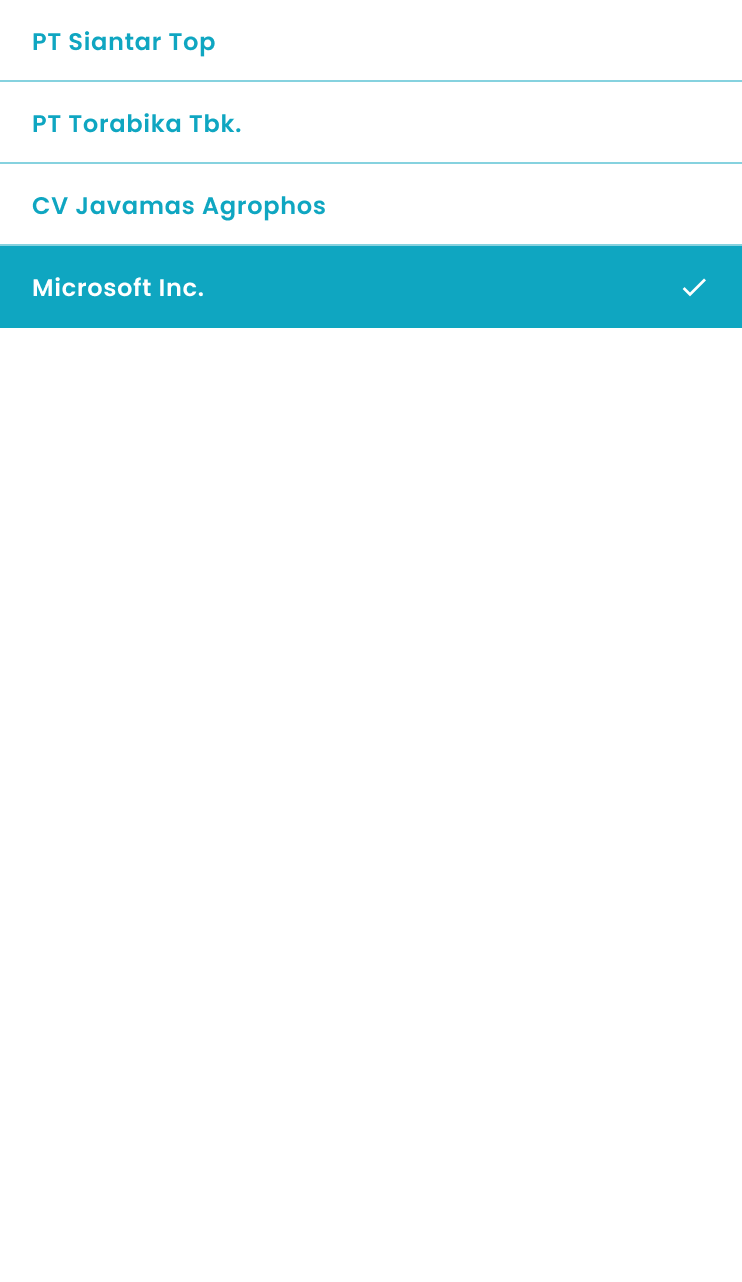 PT Siantar Top
PT Torabika Tbk.
CV Javamas Agrophos
Microsoft Inc.